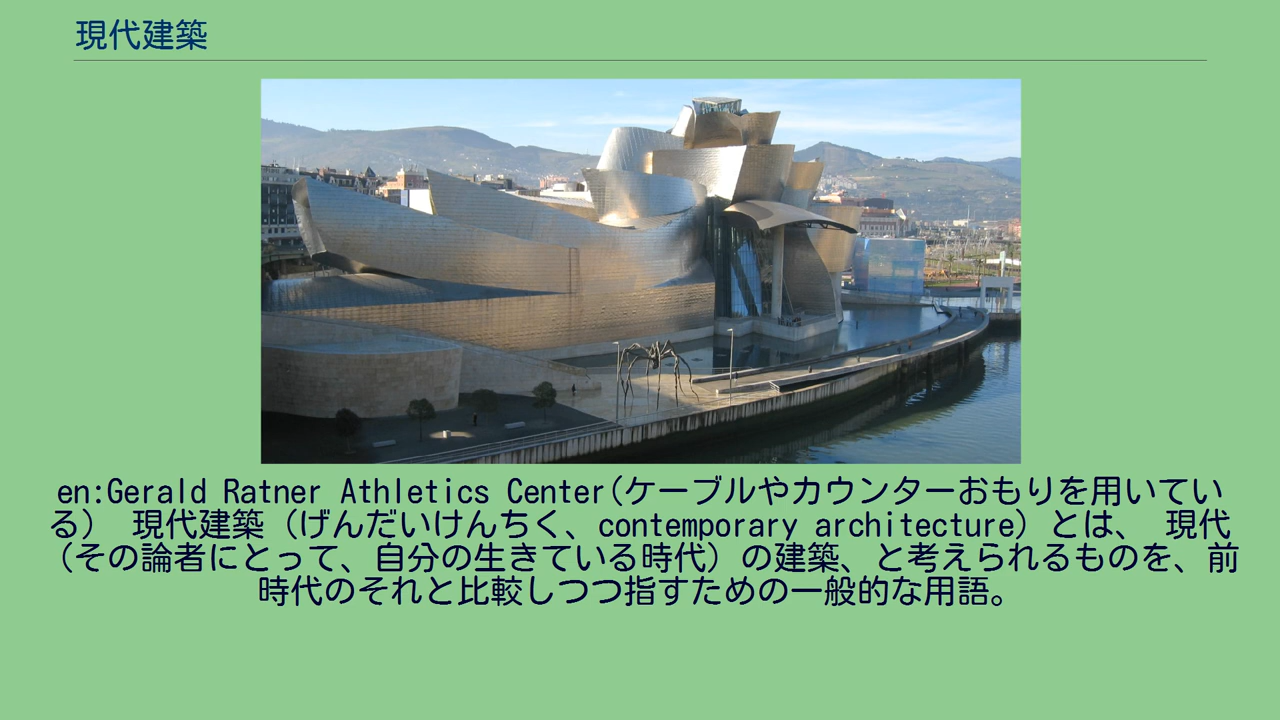 現代建築
en:Gerald Ratner Athletics Center(ケーブルやカウンターおもりを用いてい
る） 現代建築（げんだいけんちく、contemporary architecture）とは、 現代
（その論者にとって、自分の生きている時代）の建築、と考えられるものを、前
時代のそれと比較しつつ指すための一般的な用語。